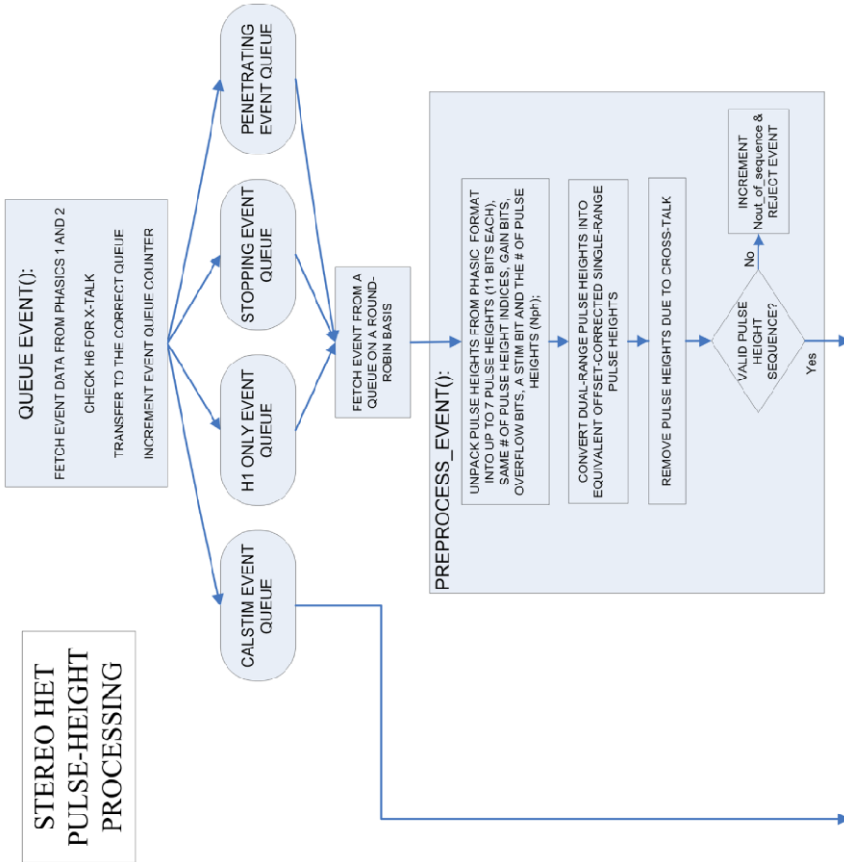 STEREO HET
PULSE-HEIGHT
PROCESSING
QUEUE EVENT():
FETCH EVENT DATA FROM PHASICS 1 AND 2
CHECK H6 FOR X-TALK
TRANSFER TO THE CORRECT QUEUE
INCREMENT EVENT QUEUE COUNTER
CALSTIM EVENT
QUEUE
H1 ONLY EVENT
QUEUE
STOPPING EVENT
QUEUE
PENETRATING
EVENT QUEUE
FETCH EVENT FROM A
QUEUE ON A ROUND-
ROBIN BASIS
PREPROCESS_EVENT():
UNPACK PULSE HEIGHTS FROM PHASIC FORMAT
INTO UP TO 7 PULSE HEIGHTS (11 BITS EACH),
SAME # OF PULSE HEIGHT INDICES, GAIN BITS,
OVERFLOW BITS, A STIM BIT AND THE # OF PULSE
HEIGHTS (Nph);
CONVERT DUAL-RANGE PULSE HEIGHTS INTO
EQUIVALENT OFFSET-CORRECTED SINGLE-RANGE
PULSE HEIGHTS
REMOVE PULSE HEIGHTS DUE TO CROSS-TALK
VALID PULSE
HEIGHT
SEQUENCE?
No
INCREMENT
Nout_of_sequence &
REJECT EVENT
Yes